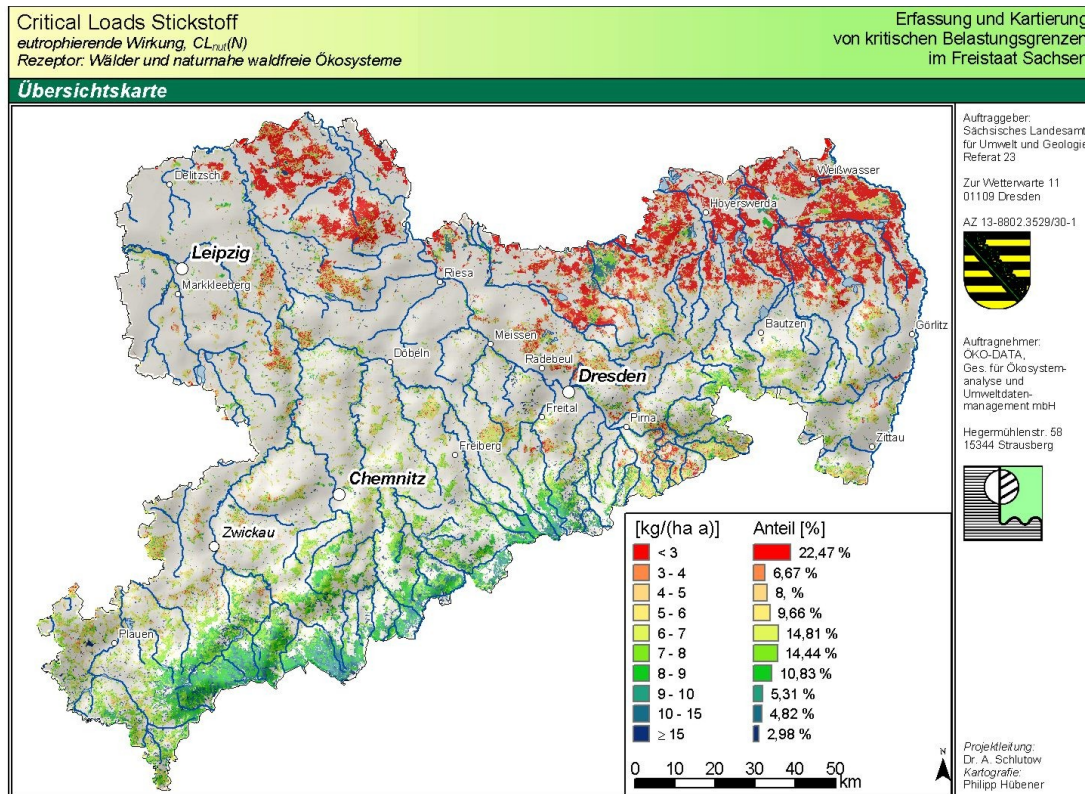 Critical Loads Stickstoff
eutrophierende Wirkung, CLnut(N)
Rezeptor: Wälder und naturnahe waldfreie Ökosysteme
Erfassung und Kartierung
von kritischen Belastungsgrenzen
im Freistaat Sachsen
Übersichtskarte
Delitzsch
Leipzig
Markkleeberg
Riesa
Hoyerswerda
Weißwasser
Görlitz
Bautzen
Meissen
Radebeul
Döbeln
Dresden
Freital
Pirna
Freiberg
Zittau
Chemnitz
Zwickau
Plauen
[kg/(ha a)] Anteil [%]
< 3 22,47 %
3 - 4 6,67 %
4 - 5 8, %
5 - 6 9,66 %
6 - 7 14,81 %
7 - 8 14,44 %
8 - 9 10,83 %
9 - 10 5,31 %
10 - 15 4,82 %
≥ 15 2,98 %
0 10 20 30 40 50
km
N
Auftraggeber:
Sächsisches Landesamt
für Umwelt und Geologie
Referat 23
Zur Wetterwarte 11
01109 Dresden
AZ 13-8802.3529/30-1
Auftragnehmer:
ÖKO-DATA,
Ges. für Ökosystem-
analyse und
Umweltdaten-
management mbH
Hegermühlenstr. 58
15344 Strausberg
Projektleitung:
Dr. A. Schlutow
Kartografie:
Philipp Hübener